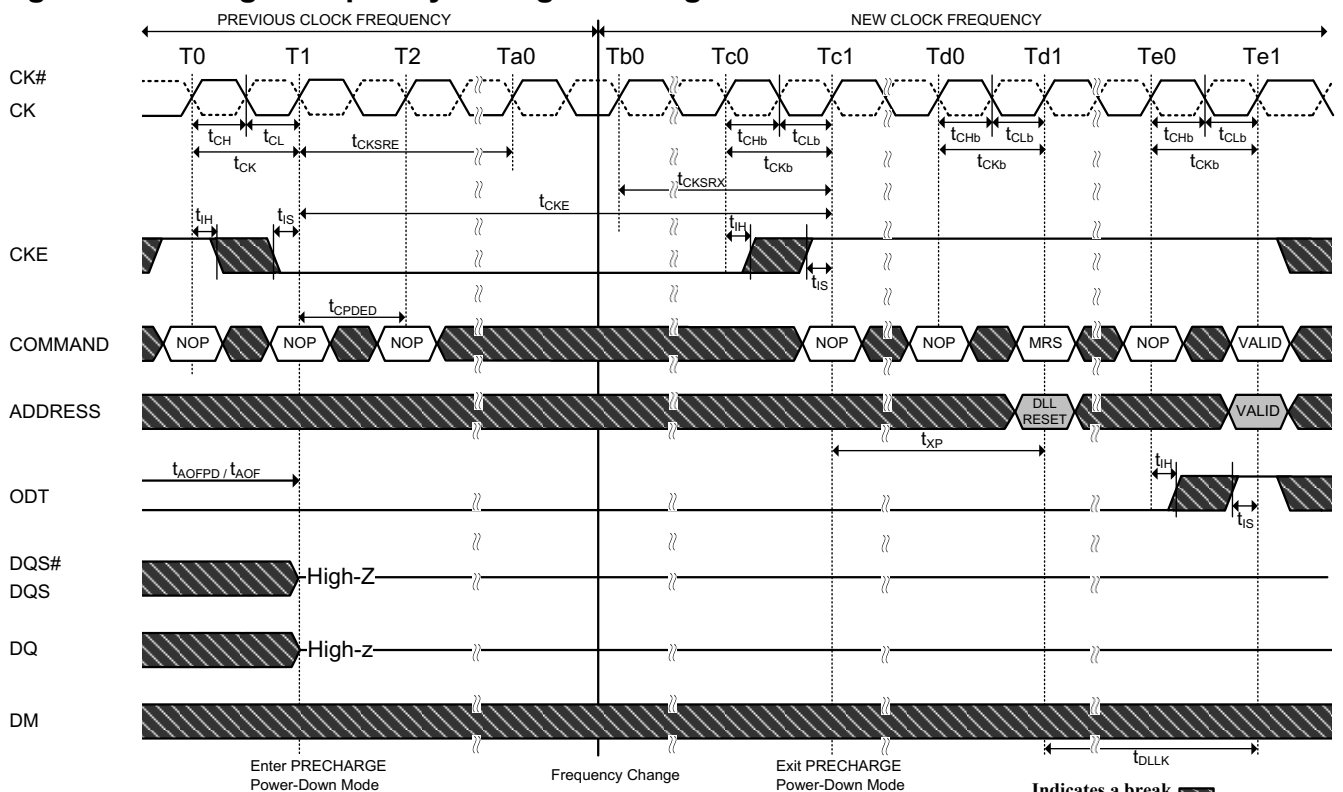 PREVIOUS CLOCK FREQUENCY NEW CLOCK FREQUENCY
T0 T1 T2 Ta0 Tb0 Tc0 Tc1 Td0 Td1 Te0 Te1
CK#
CK
tCH tCL tCHb tCLb tCHb tCLb tCHb tCLb
tCK tCKSRE tCKb tCKb tCKb
tCKSRX
tCKE
tIH tIS tIH
CKE
tIS
tCPDED
COMMAND NOP NOP NOP NOP NOP MRS NOP VALID
ADDRESS DLL RESET VALID
tXP
tAOFPD / tAOF tIH
ODT
tIS
DQS#
DQS
High-Z
DQ High-z
DM
tDLLK
Enter PRECHARGE
Power-Down Mode
Frequency Change
Exit PRECHARGE
Power-Down Mode
Indicates a break